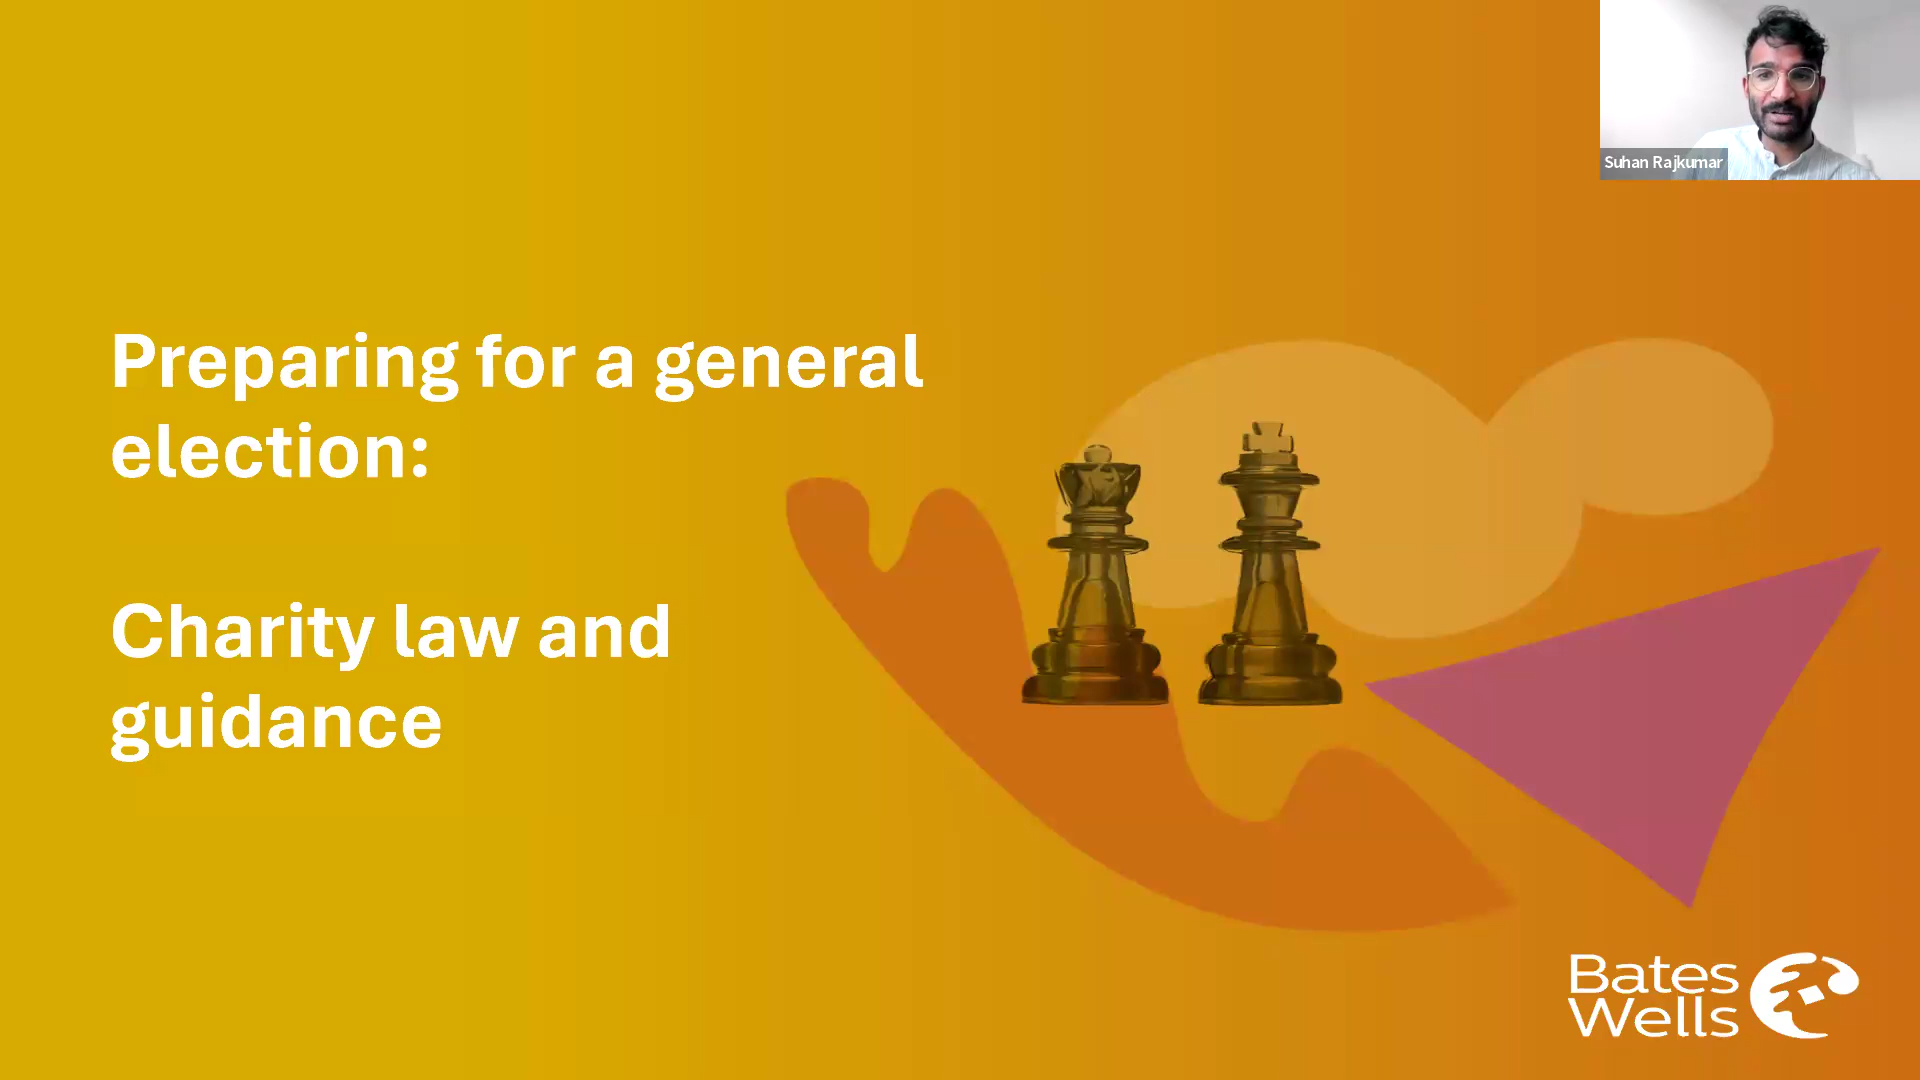 Suhan Rajkumar
Preparing for a general
election:
Charity law and
guidance
Bates
Wells